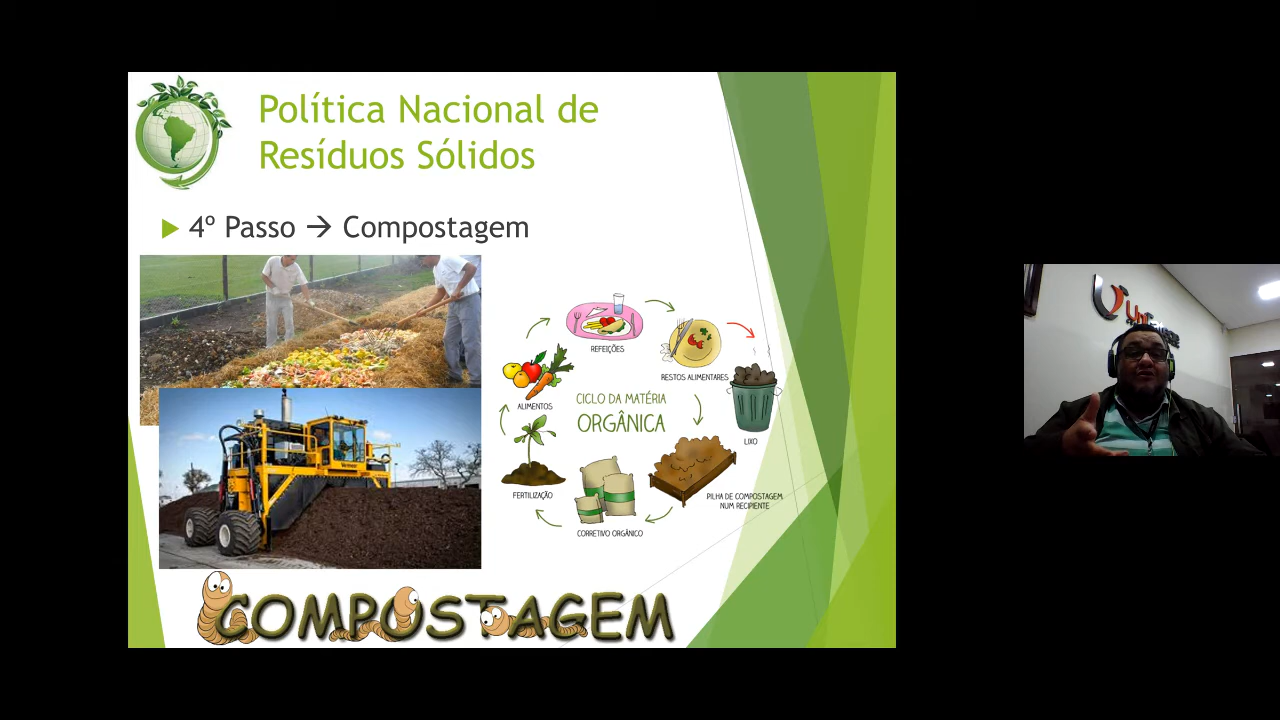 Política Nacional de
Resíduos Sólidos
4º Passo → Compostagem
REFEIÇÕES
RESTOS ALIMENTARES
ALIMENTOS
CICLO DA MATÉRIA
ORGÂNICA
LIXO
FERTILIZAÇÃO
PILHA DE COMPOSTAGEM
NUM RECIPIENTE
CORRETIVO ORGÂNICO
COMPOSTAGEM